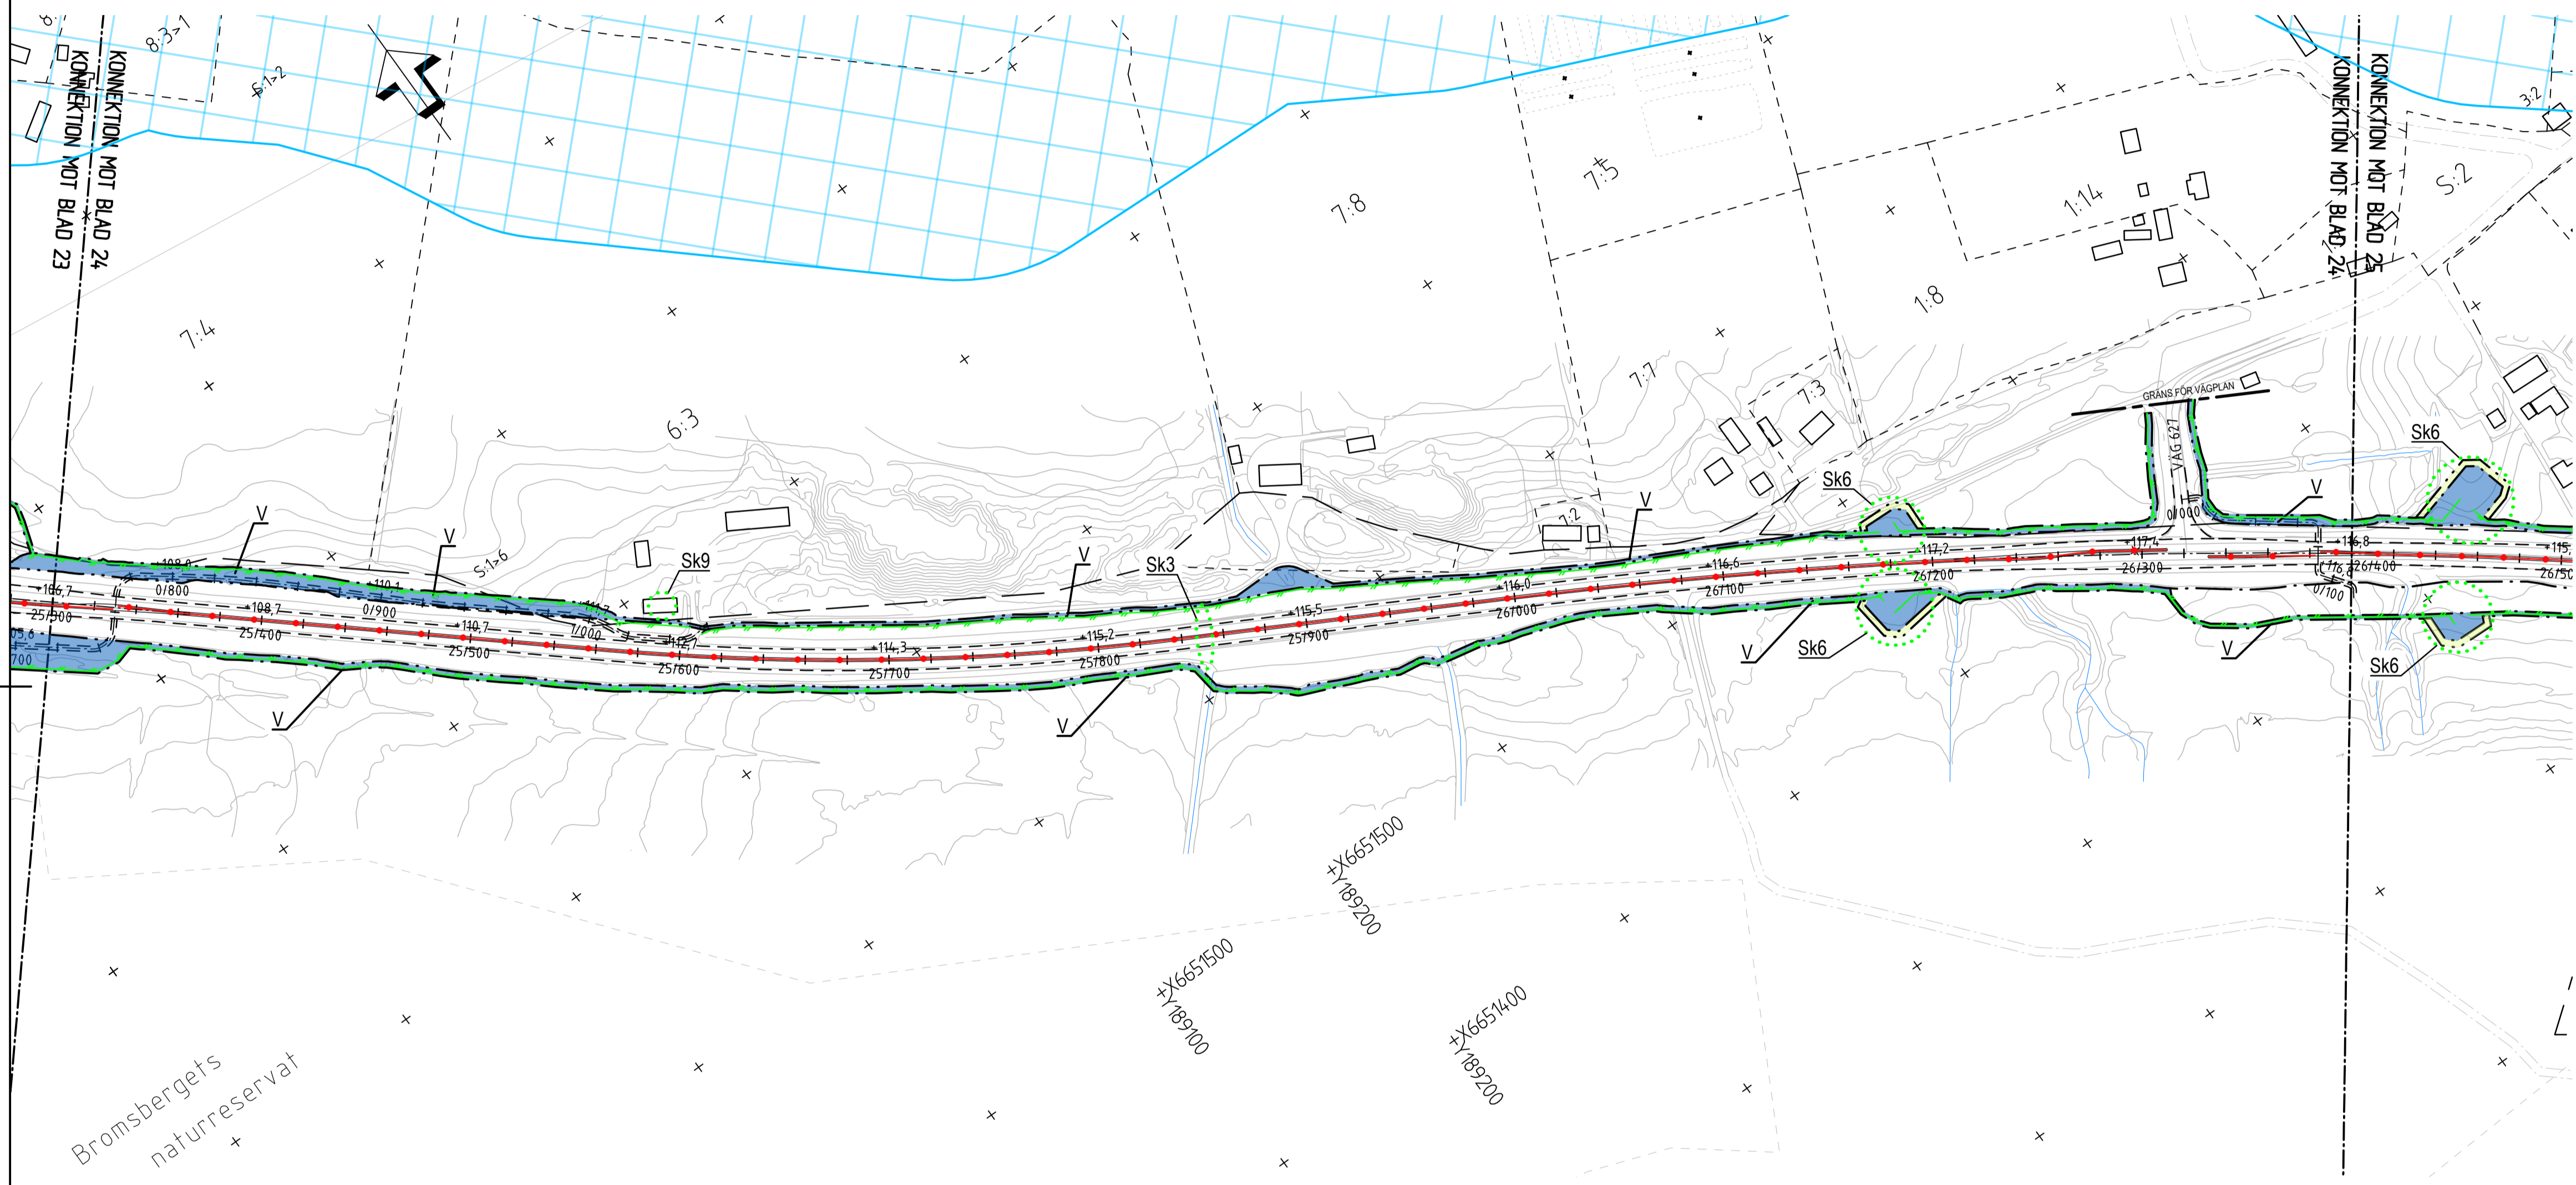 8:3>1
S:1>2
KONNEKTION MOT BLAD 24
KONNEKTION MOT BLAD 23
KONNEKTION MOT BLAD 25
KONNEKTION MOT BLAD 24
3:2
S:2
7:5
7:8
1:14
1:8
7:4
6:3
7:7
7:3
7:2
GRÄNS FÖR VÄGPLAN
VÄG 627
Sk6
Sk6
V
V
V
V
V
S:1>6
Sk9
Sk3
0/000
+108,0
0/800
+110,1
0/900
1/000
+106,7
25/300
+108,7
25/400
+110,7
25/500
+112,7
25/600
+114,3
25/700
+115,2
25/800
+115,5
25/900
+116,0
26/000
+116,6
26/100
+117,2
26/200
+117,4
26/300
+116,8
26/400
0/100
700
V
V
V
V
Sk6
Sk6
+X6651500
Y189200
+X6651500
Y189100
+X6651400
Y189200
Bromsbergets
naturreservat